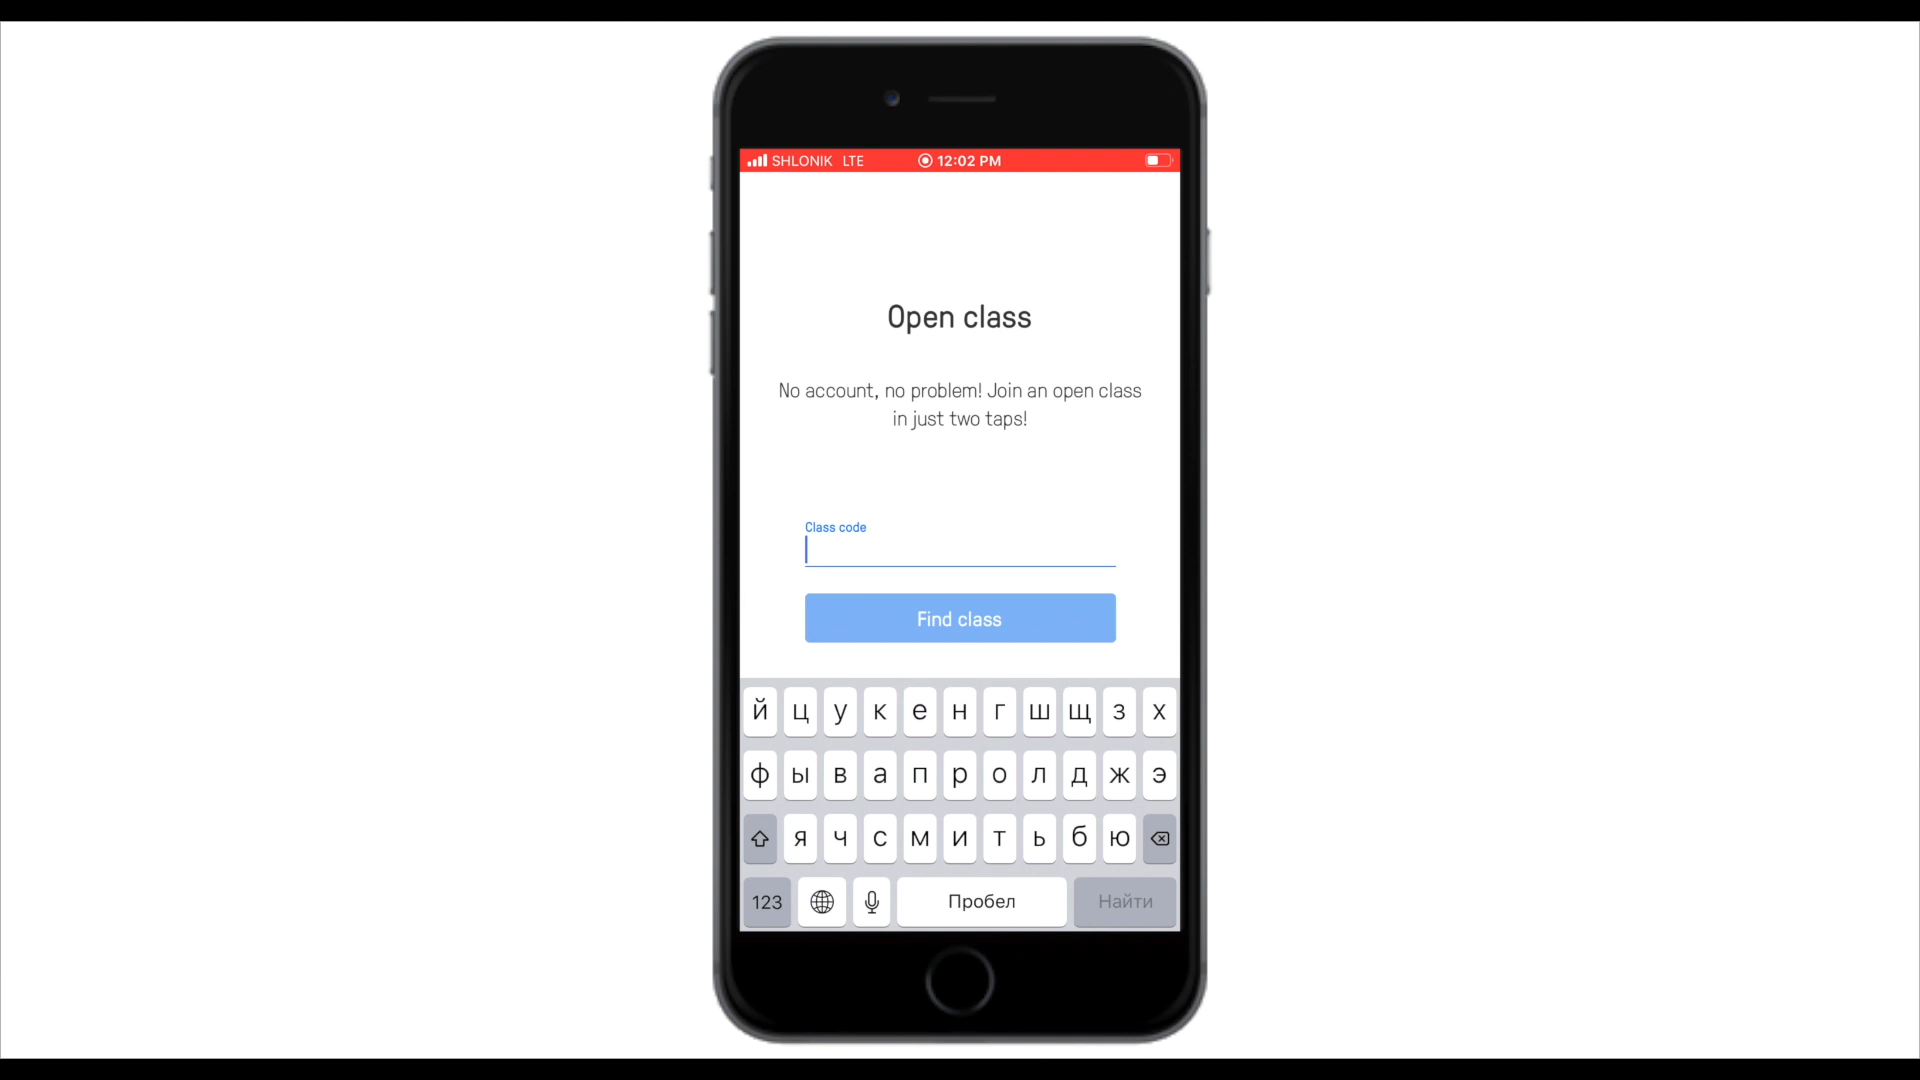 SHLONIK LTE 12:02 PM
Open class
No account, no problem! Join an open class
in just two taps!
Class code
Find class
й ц у к е н г ш щ з х
ф ы в а п р о л д ж э
я ч с м и т ь б ю
123 Пробел Найти